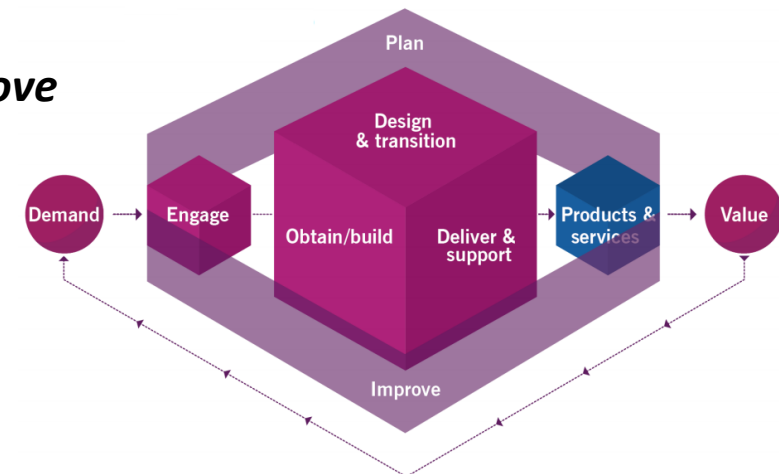 ove
Plan
Design
& transition
Demand
Engage
Obtain/build
Deliver &
support
Products &
services
Value
Improve